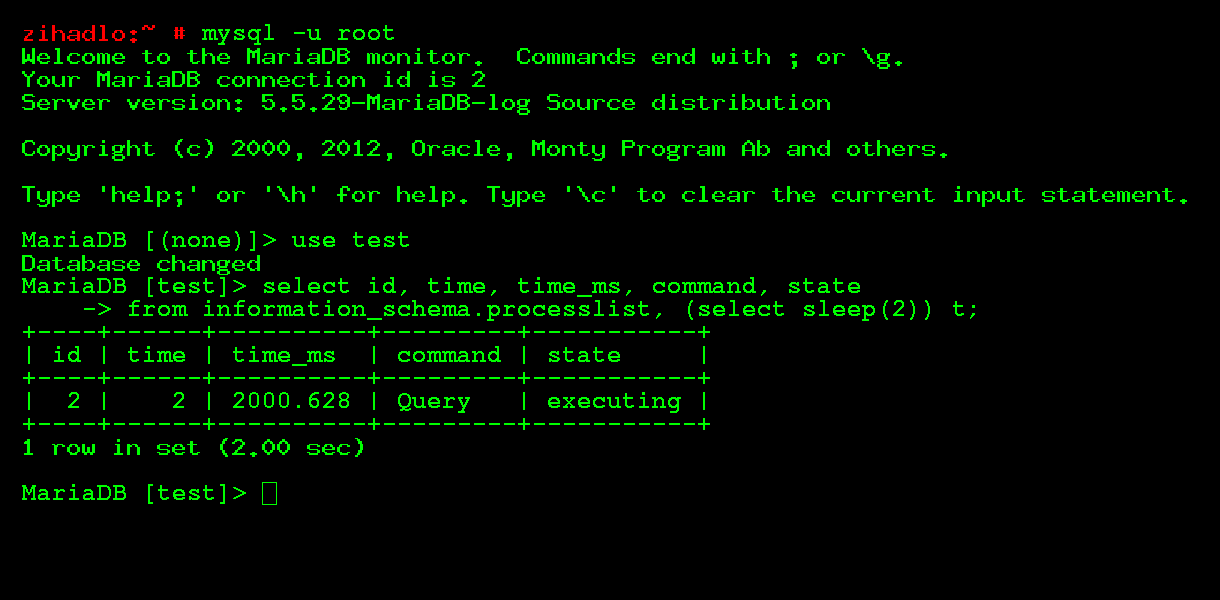 zihadlo:~ # mysql -u root
Welcome to the MariaDB monitor.  Commands end with ; or \g.
Your MariaDB connection id is 2
Server version: 5.5.29-MariaDB-log Source distribution

Copyright (c) 2000, 2012, Oracle, Monty Program Ab and others.

Type 'help;' or '\h' for help. Type '\c' to clear the current input statement.

MariaDB [(none)]> use test
Database changed
MariaDB [test]> select id, time, time_ms, command, state
    -> from information_schema.processlist, (select sleep(2)) t;
+----+------+----------+---------+-----------+
| id | time | time_ms  | command | state     |
+----+------+----------+---------+-----------+
|  2 |    2 | 2000.628 | Query   | executing |
+----+------+----------+---------+-----------+
1 row in set (2.00 sec)

MariaDB [test]>